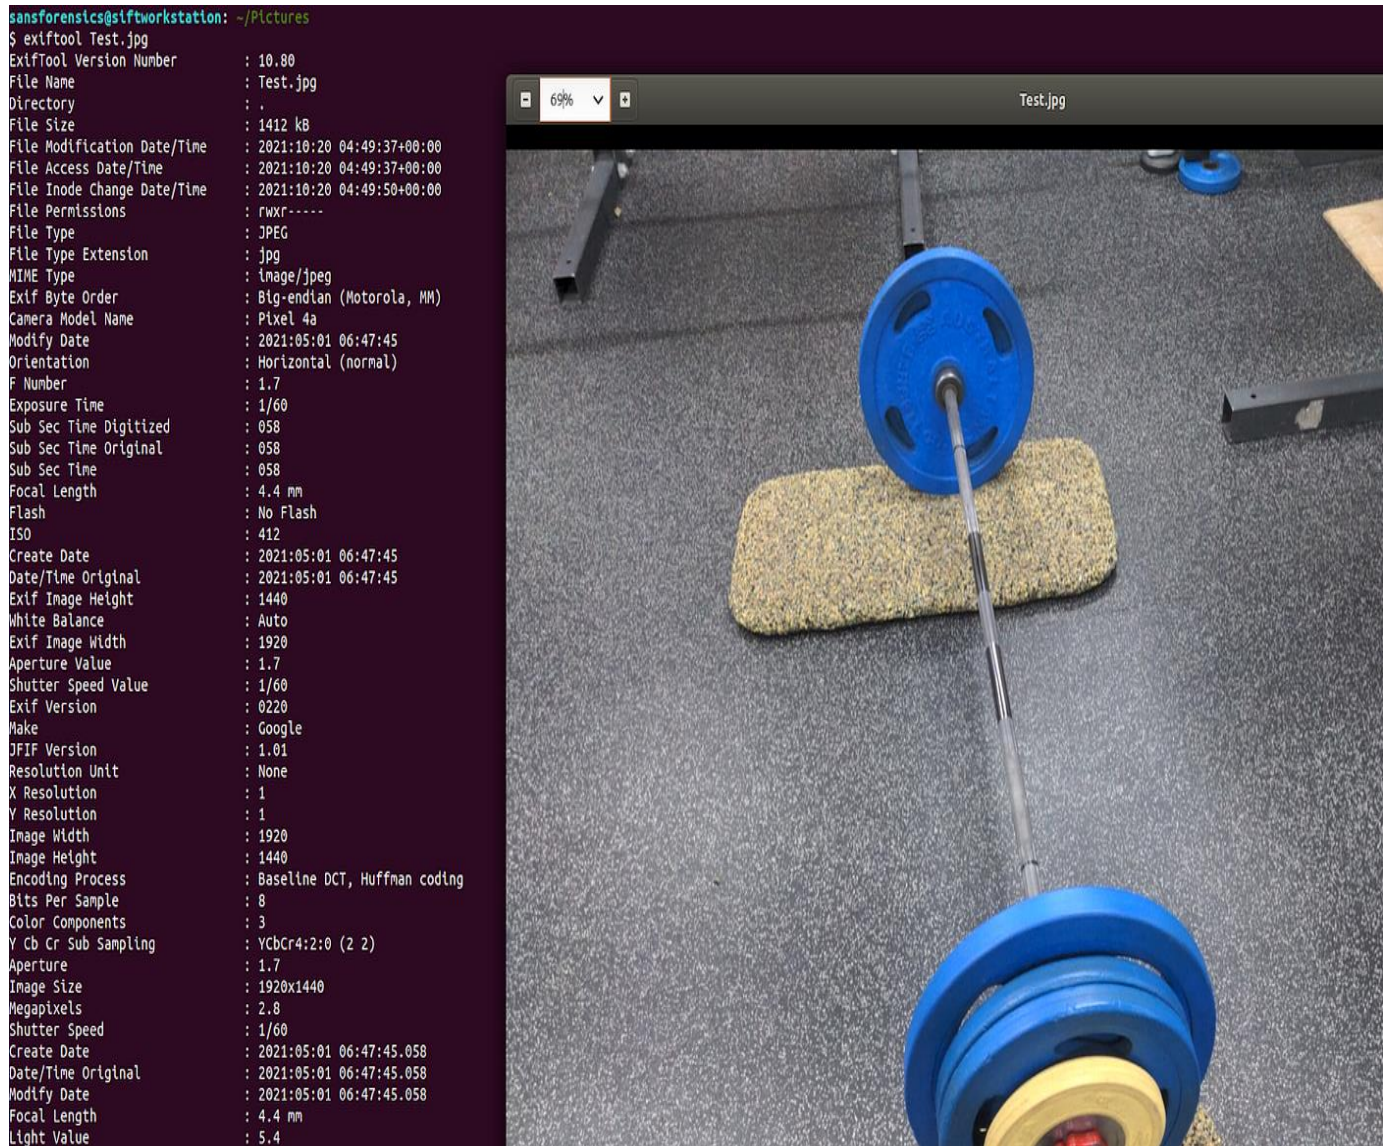 sansforensics@siftworkstation: ~/Pictures
$ exiftool Test.jpg
ExifTool Version Number : 10.80
File Name : Test.jpg
Directory : .
File Size : 1412 kB
File Modification Date/Time : 2021:10:20 04:49:37+00:00
File Access Date/Time : 2021:10:20 04:49:37+00:00
File Inode Change Date/Time : 2021:10:20 04:49:50+00:00
File Permissions : rwxr-----
File Type : JPEG
File Type Extension : jpg
MIME Type : image/jpeg
Exif Byte Order : Big-endian (Motorola, MM)
Camera Model Name : Pixel 4a
Modify Date : 2021:05:01 06:47:45
Orientation : Horizontal (normal)
F Number : 1.7
Exposure Time : 1/60
Sub Sec Time Digitized : 058
Sub Sec Time Original : 058
Sub Sec Time : 058
Focal Length : 4.4 mm
Flash : No Flash
ISO : 412
Create Date : 2021:05:01 06:47:45
Date/Time Original : 2021:05:01 06:47:45
Exif Image Height : 1440
White Balance : Auto
Exif Image Width : 1920
Aperture Value : 1.7
Shutter Speed Value : 1/60
Exif Version : 0220
Make : Google
JFIF Version : 1.01
Resolution Unit : None
X Resolution : 1
Y Resolution : 1
Image Width : 1920
Image Height : 1440
Encoding Process : Baseline DCT, Huffman coding
Bits Per Sample : 8
Color Components : 3
Y Cb Cr Sub Sampling : YCbCr4:2:0 (2 2)
Aperture : 1.7
Image Size : 1920x1440
Megapixels : 2.8
Shutter Speed : 1/60
Create Date : 2021:05:01 06:47:45.058
Date/Time Original : 2021:05:01 06:47:45.058
Modify Date : 2021:05:01 06:47:45.058
Focal Length : 4.4 mm
Light Value : 5.4
69%
Test.jpg